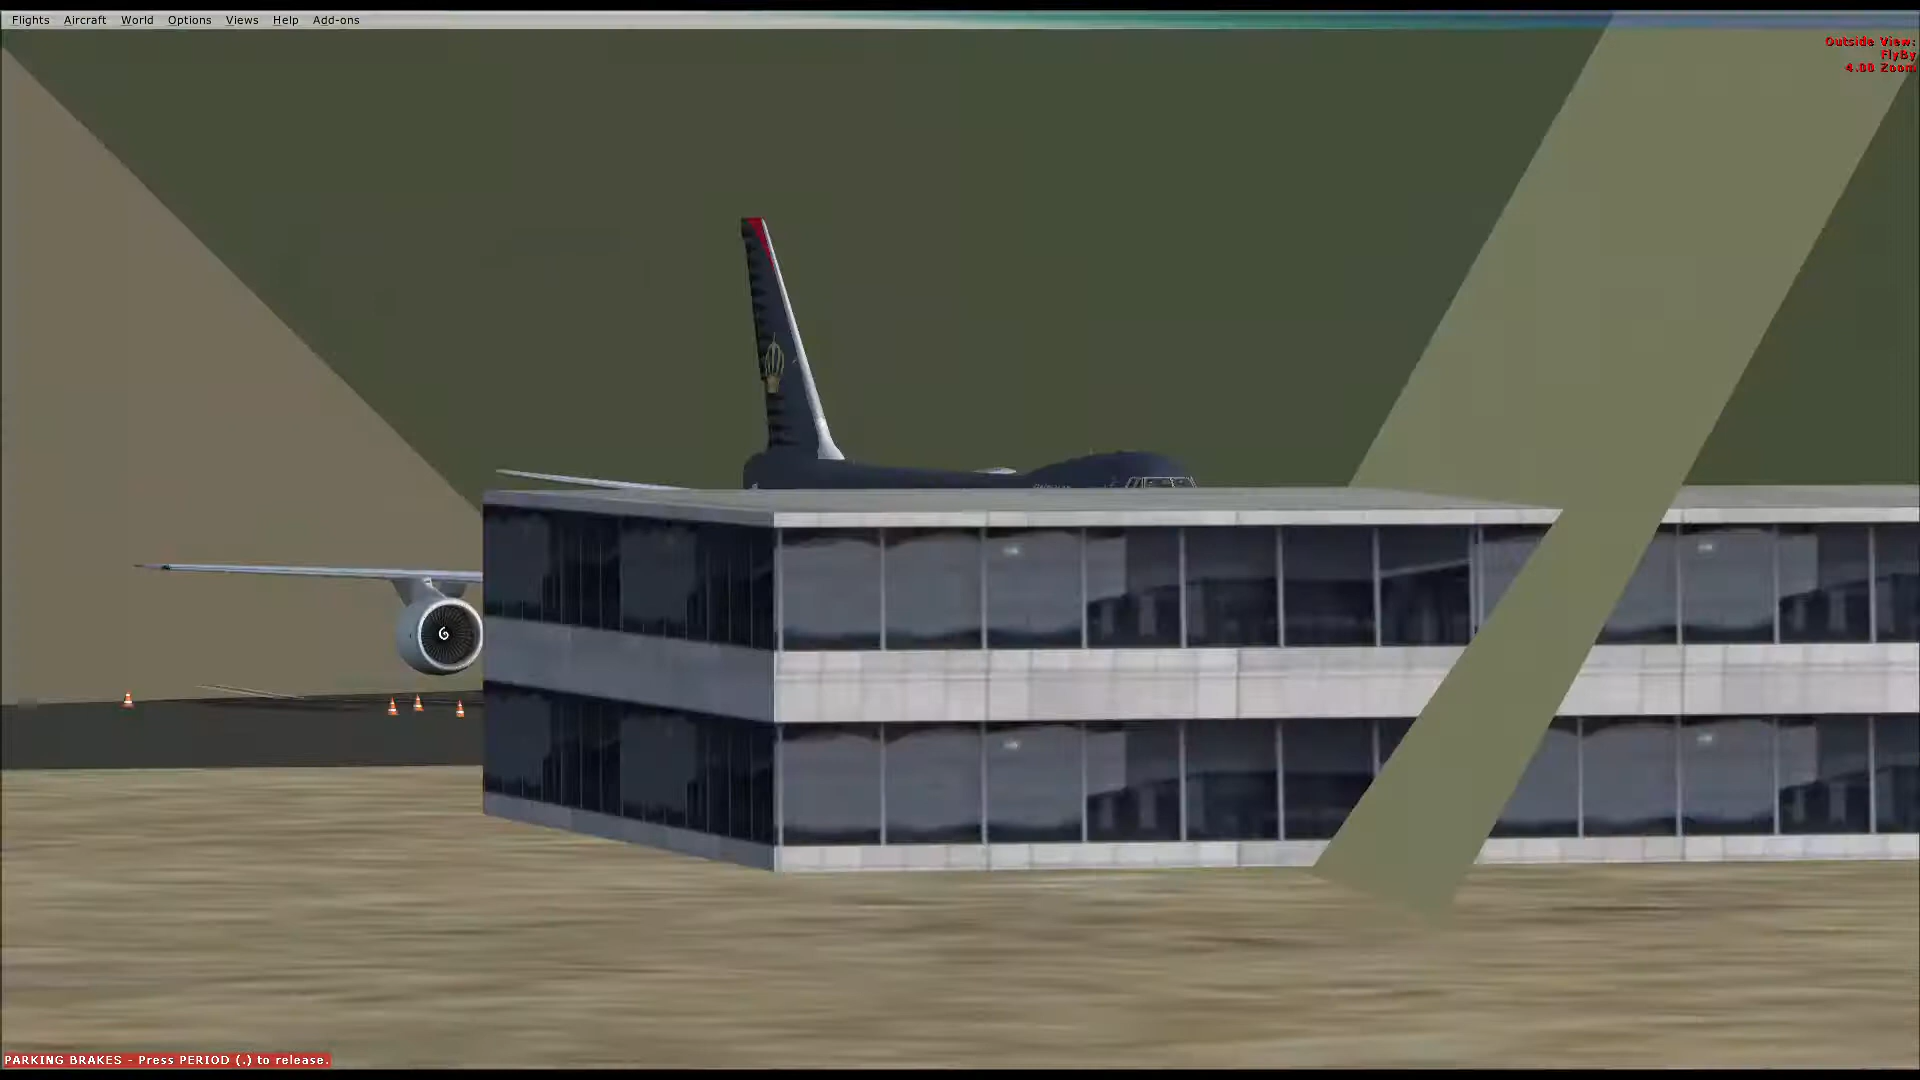 Flights Aircraft World Options Views Help Add-ons
Outside View:
FlyBy
4.00 Zoom
PARKING BRAKES - Press PERIOD (.) to release.